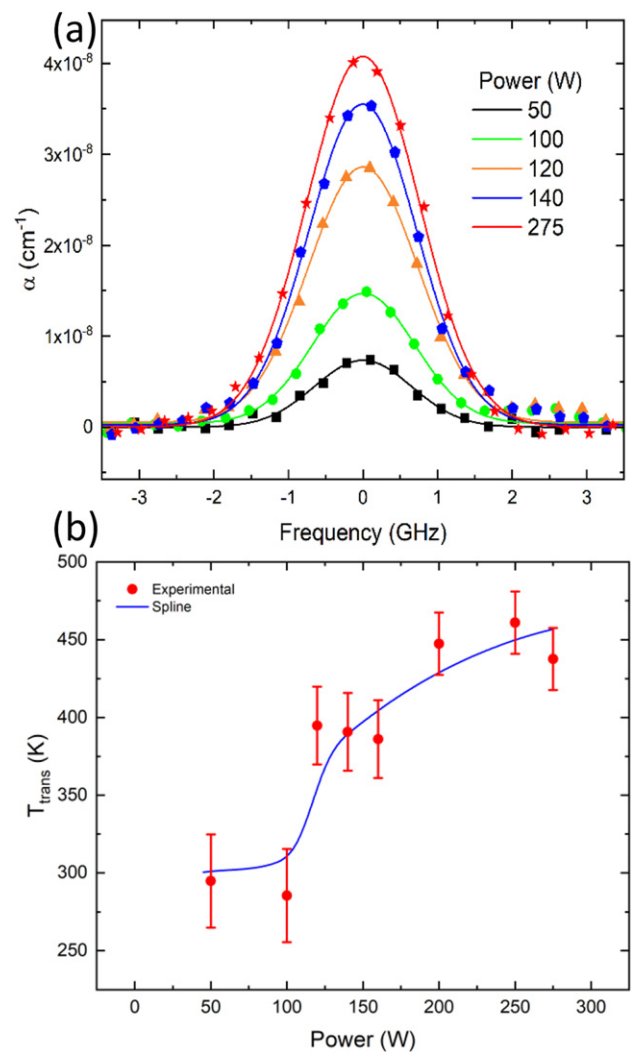 (a)
4x10⁻⁸
3x10⁻⁸
2x10⁻⁸
1x10⁻⁸
0
α (cm⁻¹)
Power (W)
50
100
120
140
275
-3 -2 -1 0 1 2 3
Frequency (GHz)
(b)
500
450
400
350
300
250
T_trans (K)
Experimental
Spline
0 50 100 150 200 250 300
Power (W)